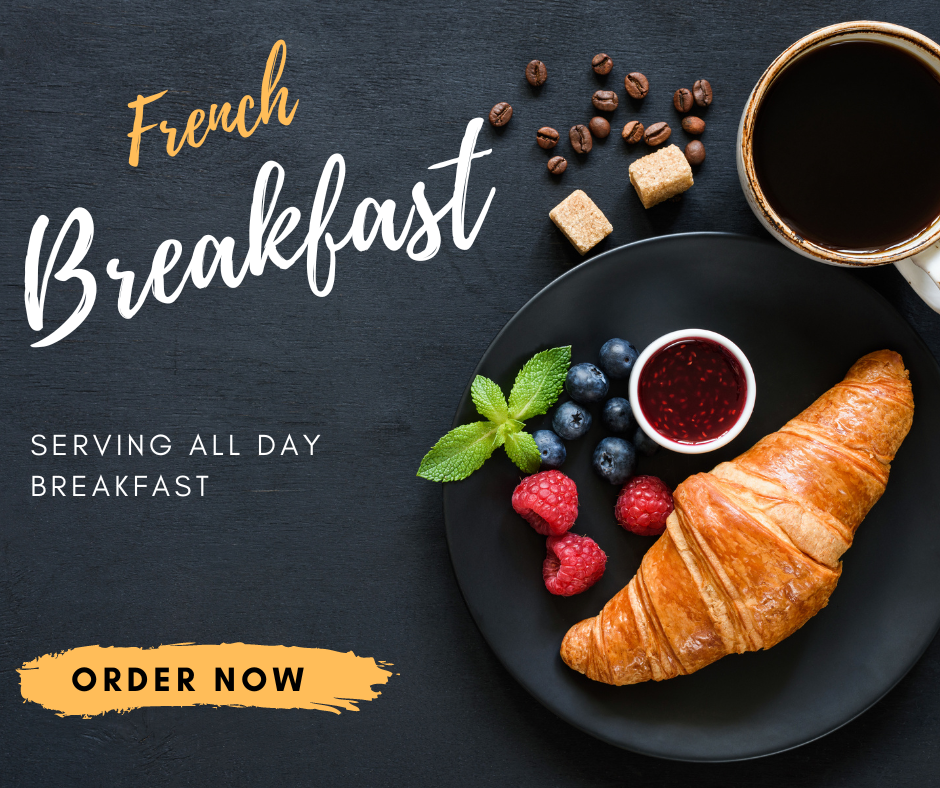 French
Breakfast
SERVING ALL DAY
BREAKFAST
ORDER NOW